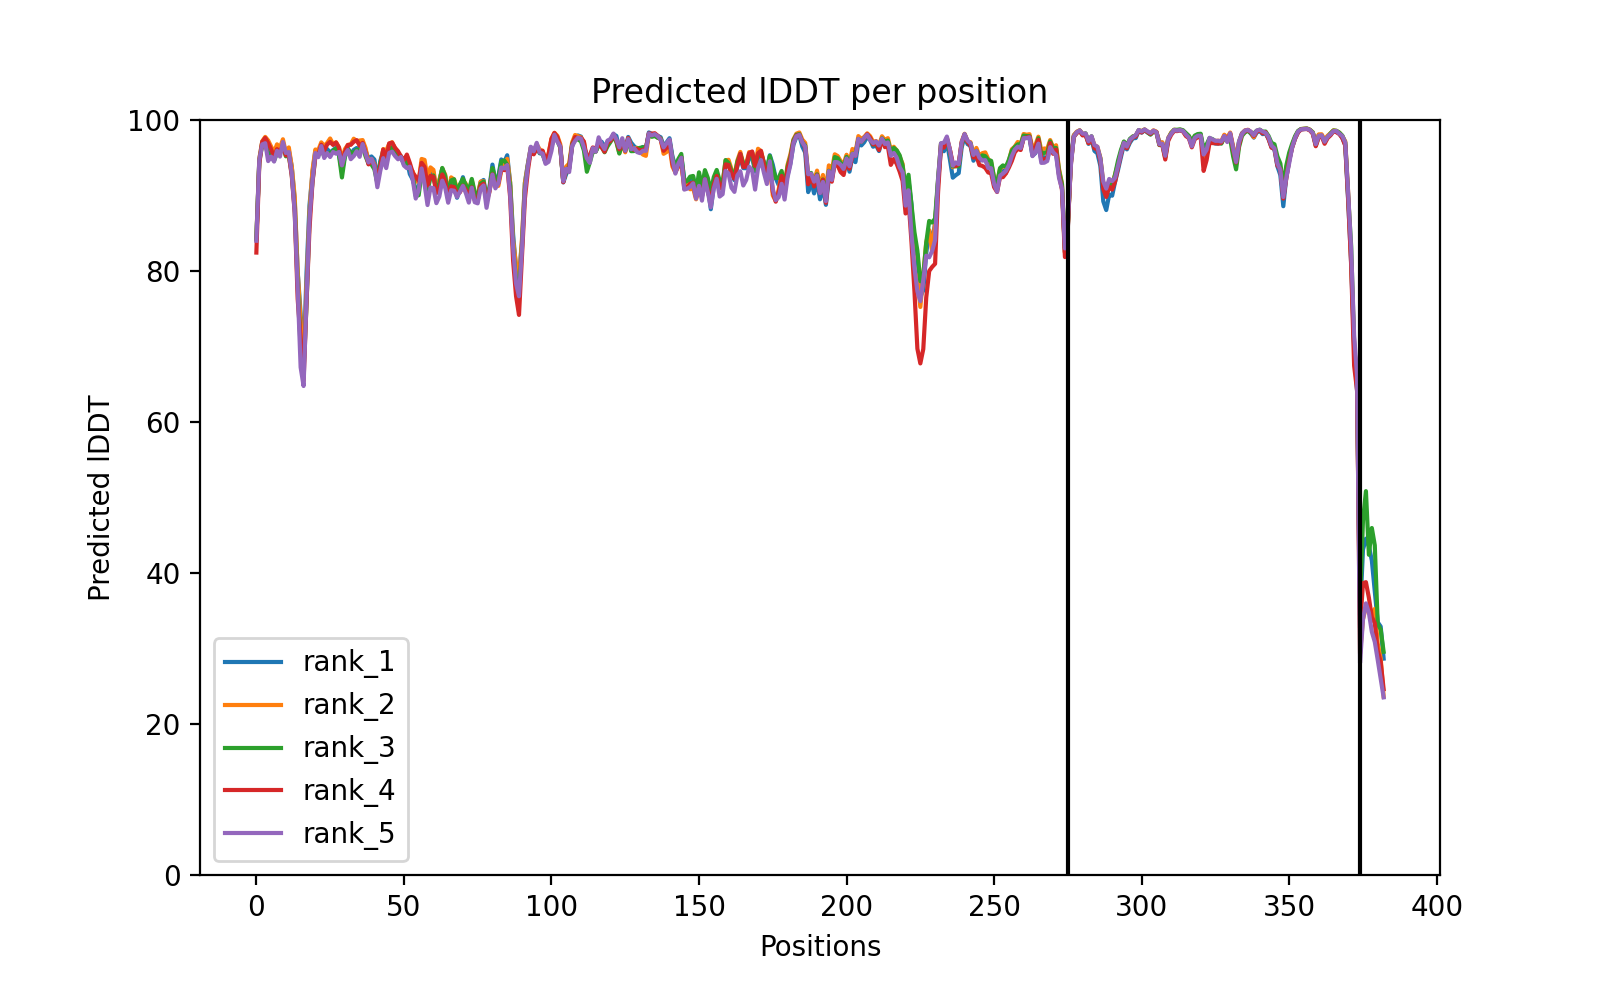 Predicted lDDT per position
100
80
60
40
20
0
Predicted lDDT
rank_1
rank_2
rank_3
rank_4
rank_5
0 50 100 150 200 250 300 350 400
Positions